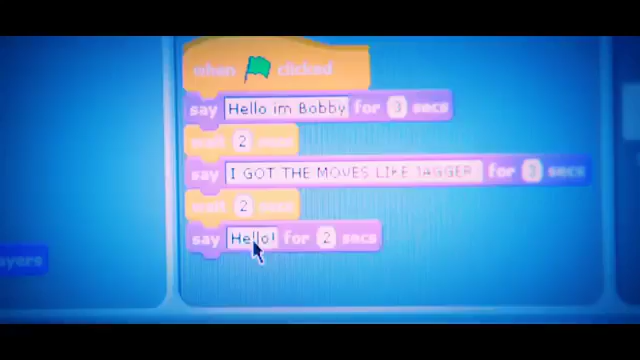 when clicked
say Hello im Bobby for 3 secs
wait 2 secs
say I GOT THE MOVES LIKE JAGGER for 3 secs
wait 2 secs
say Hello! for 2 secs
ayers